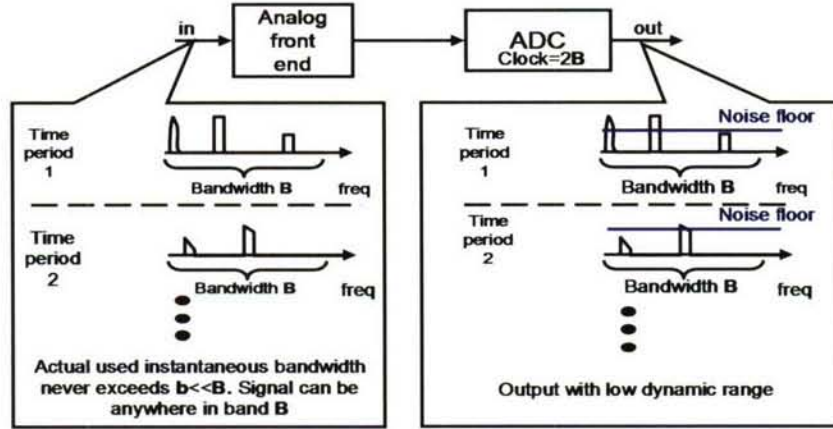 in
Analog
front
end
ADC
Clock=2B
out
Time
period
1
Bandwidth B
freq
Time
period
2
Bandwidth B
freq
Actual used instantaneous bandwidth
never exceeds b<<B. Signal can be
anywhere in band B
Noise floor
Time
period
1
Bandwidth B
freq
Noise floor
Time
period
2
Bandwidth B
freq
Output with low dynamic range